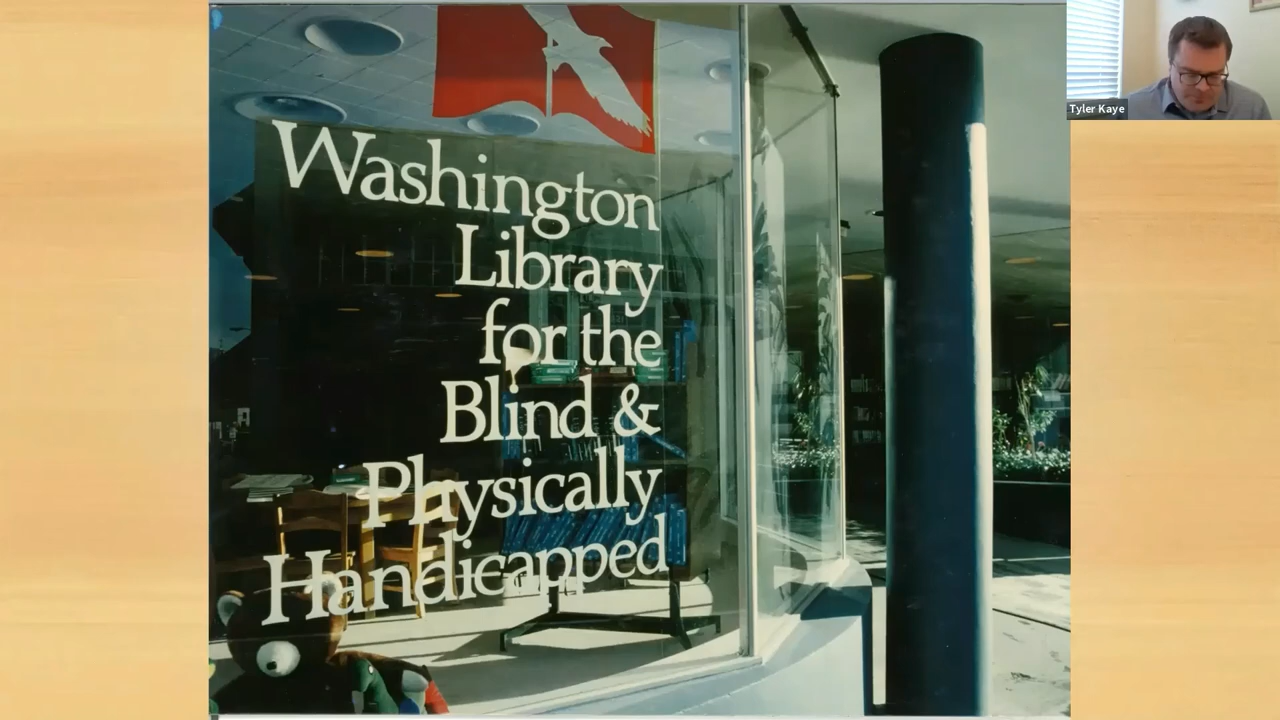 Washington
Library
for the
Blind &
Physically
Handicapped
Tyler Kaye